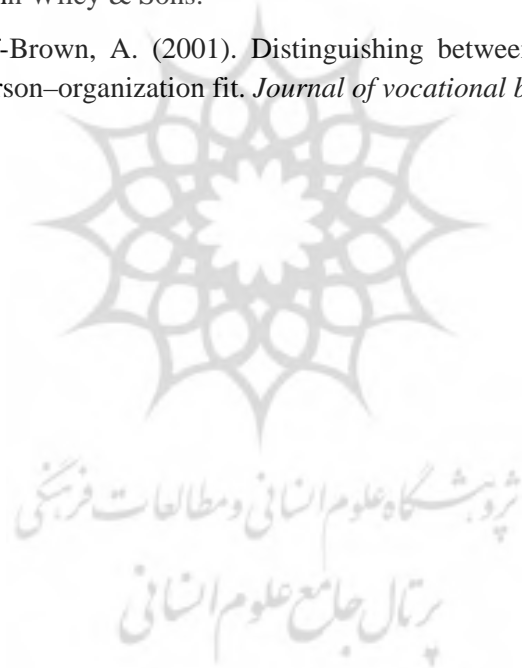 in Wiley & Sons.
-Brown, A. (2001). Distinguishing between
rson–organization fit. Journal of vocational b
پژوهشگاه علوم انسانی و مطالعات فرهنگی
پرتال جامع علوم انسانی